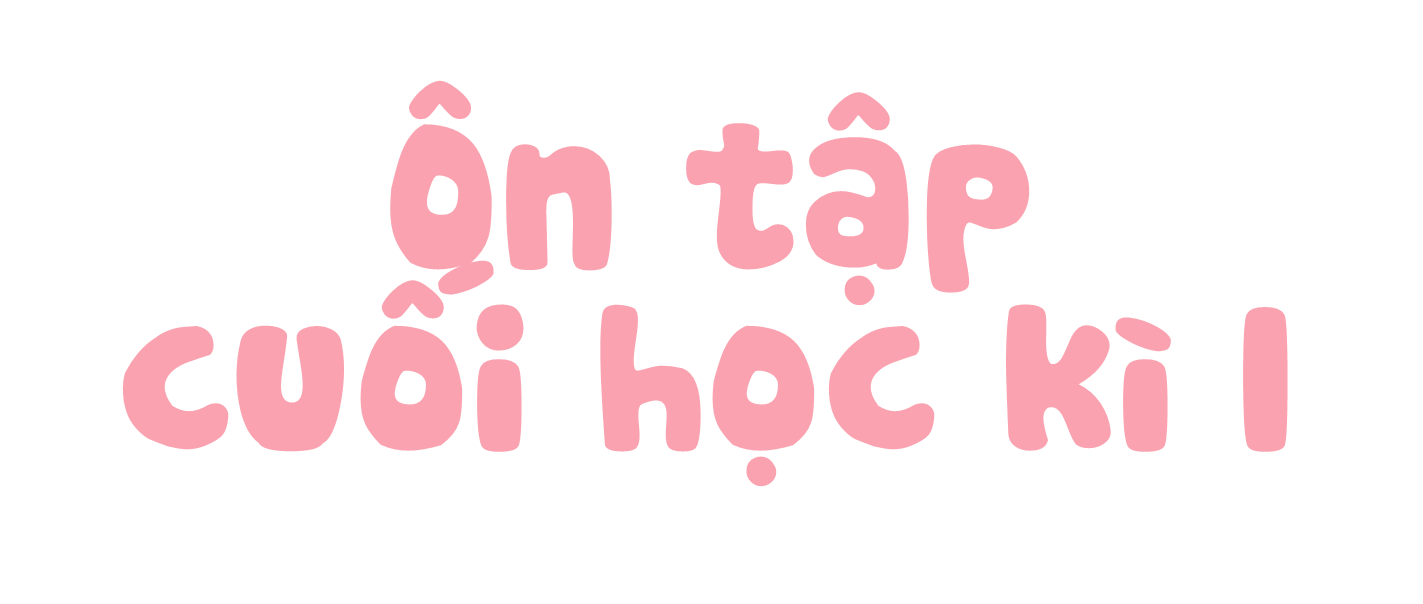 Ôn tập
cuối học kì I